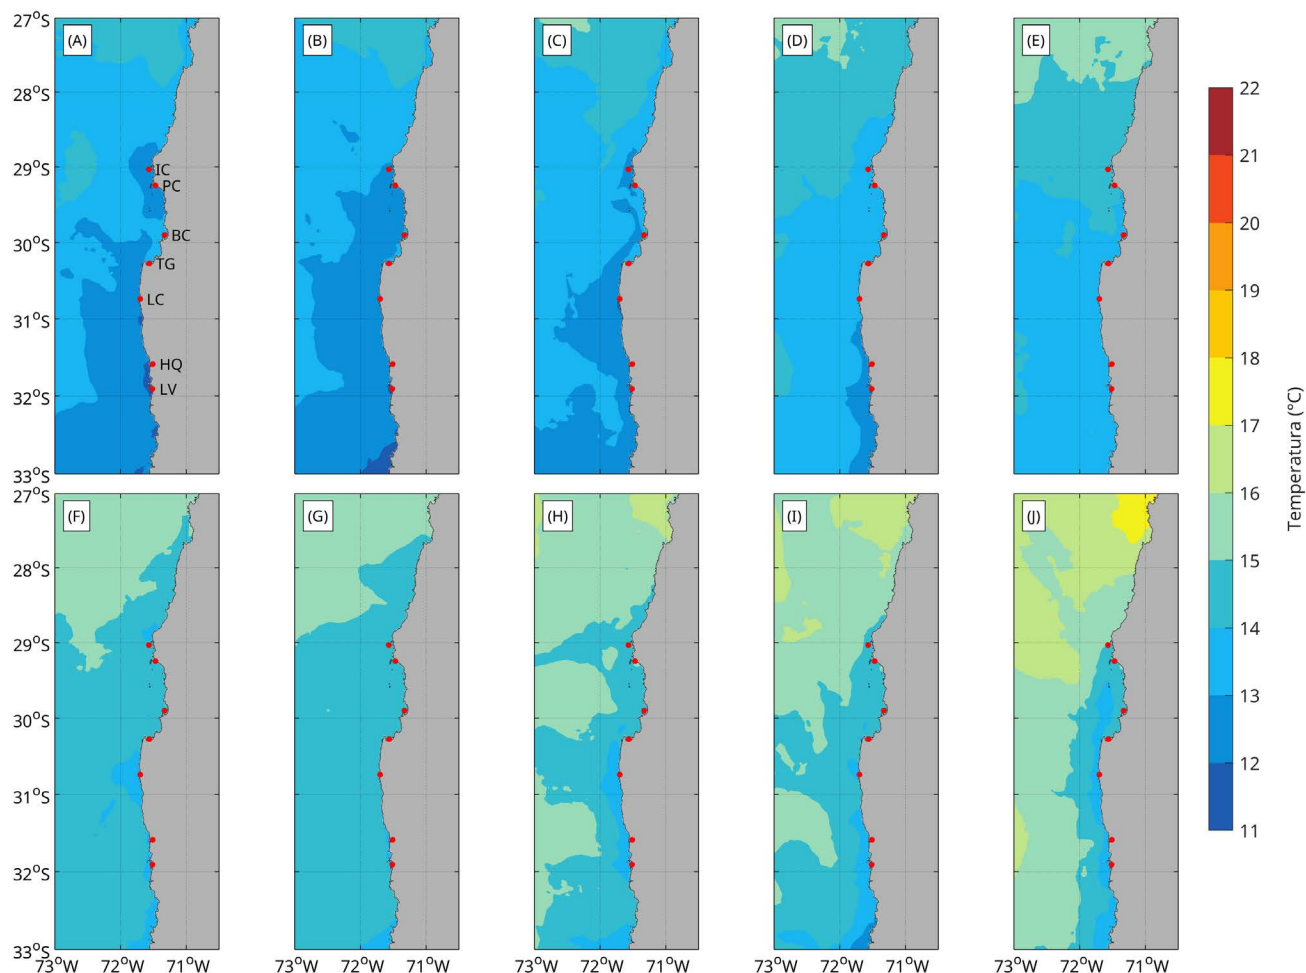 (A) (B) (C) (D) (E)
27°S
28°S
29°S
30°S
31°S
32°S
33°S
IC
PC
BC
TG
LC
HQ
LV
(F) (G) (H) (I) (J)
27°S
28°S
29°S
30°S
31°S
32°S
33°S
73°W 72°W 71°W 73°W 72°W 71°W 73°W 72°W 71°W 73°W 72°W 71°W 73°W 72°W 71°W
22
21
20
19
18
17
16
15
14
13
12
11
Temperatura (°C)